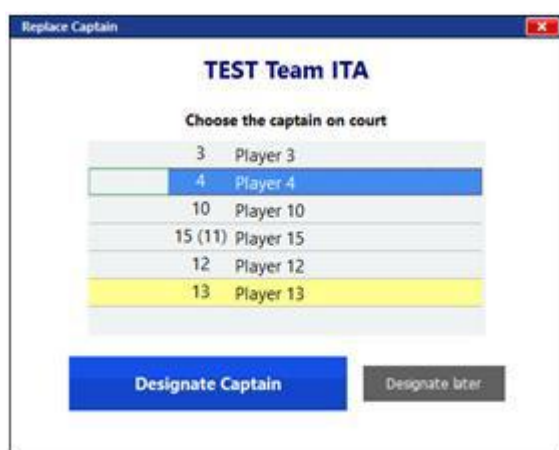 Replace Captain
TEST Team ITA
Choose the captain on court
3 Player 3
4 Player 4
10 Player 10
15 (11) Player 15
12 Player 12
13 Player 13
Designate Captain
Designate later